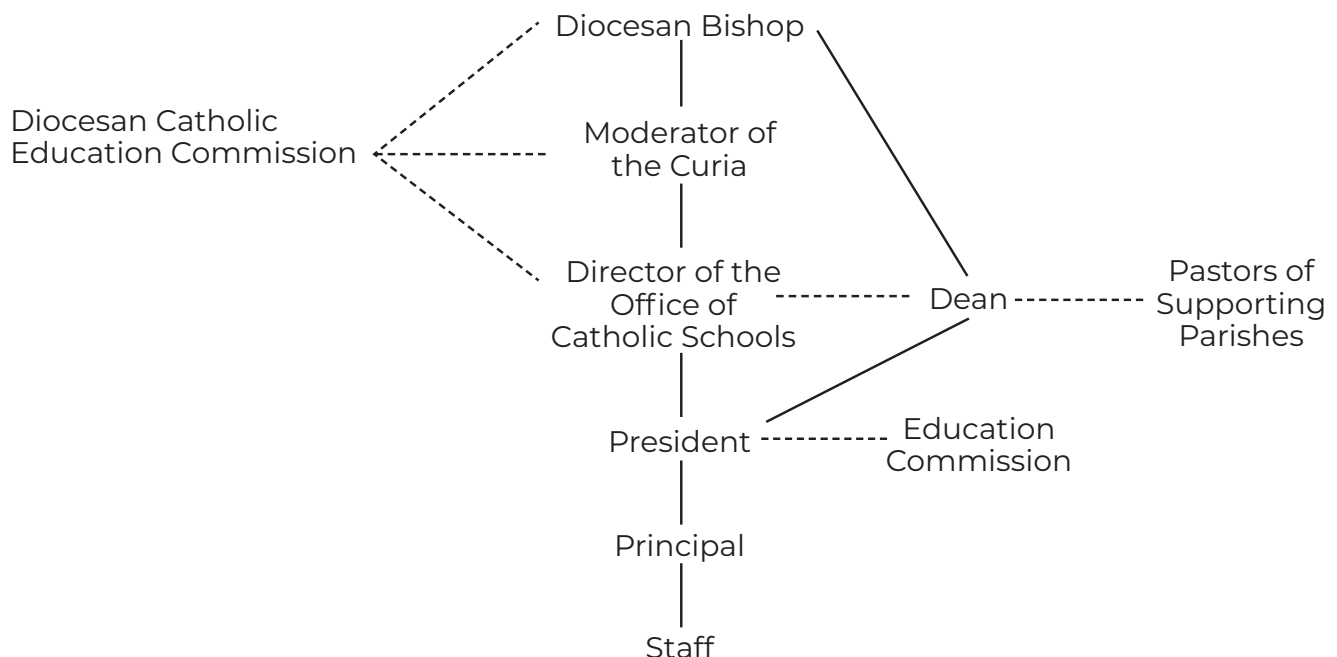 Diocesan Bishop
Diocesan Catholic
Education Commission
Moderator of
the Curia
Director of the
Office of
Catholic Schools
Dean
Pastors of
Supporting
Parishes
President
Education
Commission
Principal
Staff